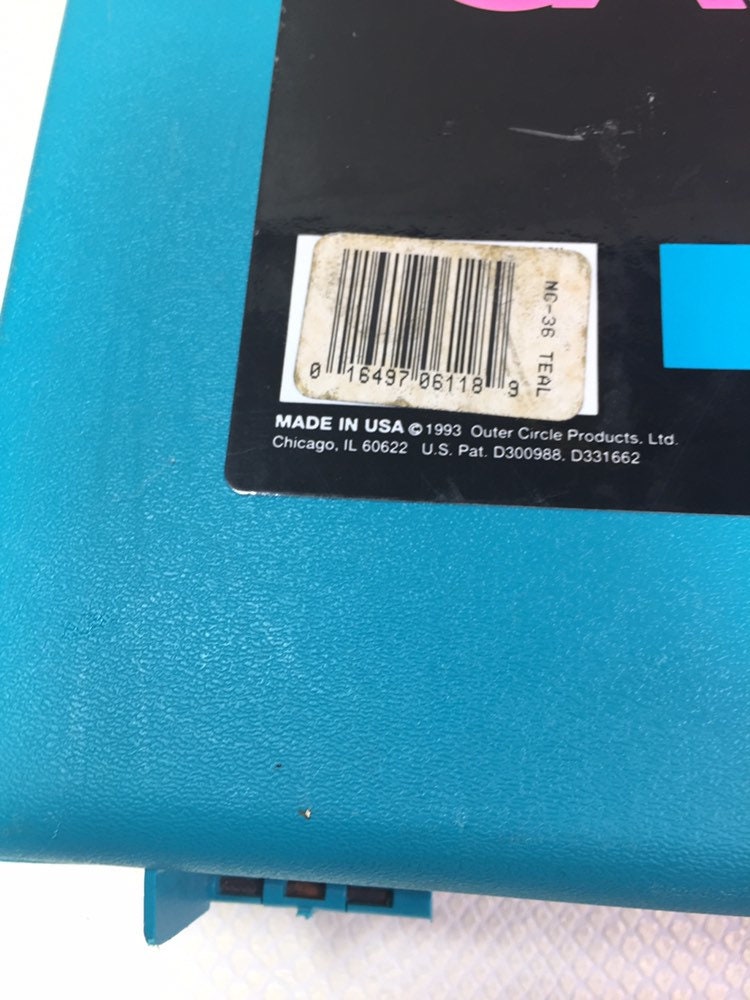 NG-36 TEAL
0 16497 06118 9
MADE IN USA © 1993 Outer Circle Products. Ltd.
Chicago, IL 60622 U.S. Pat. D300988. D331662